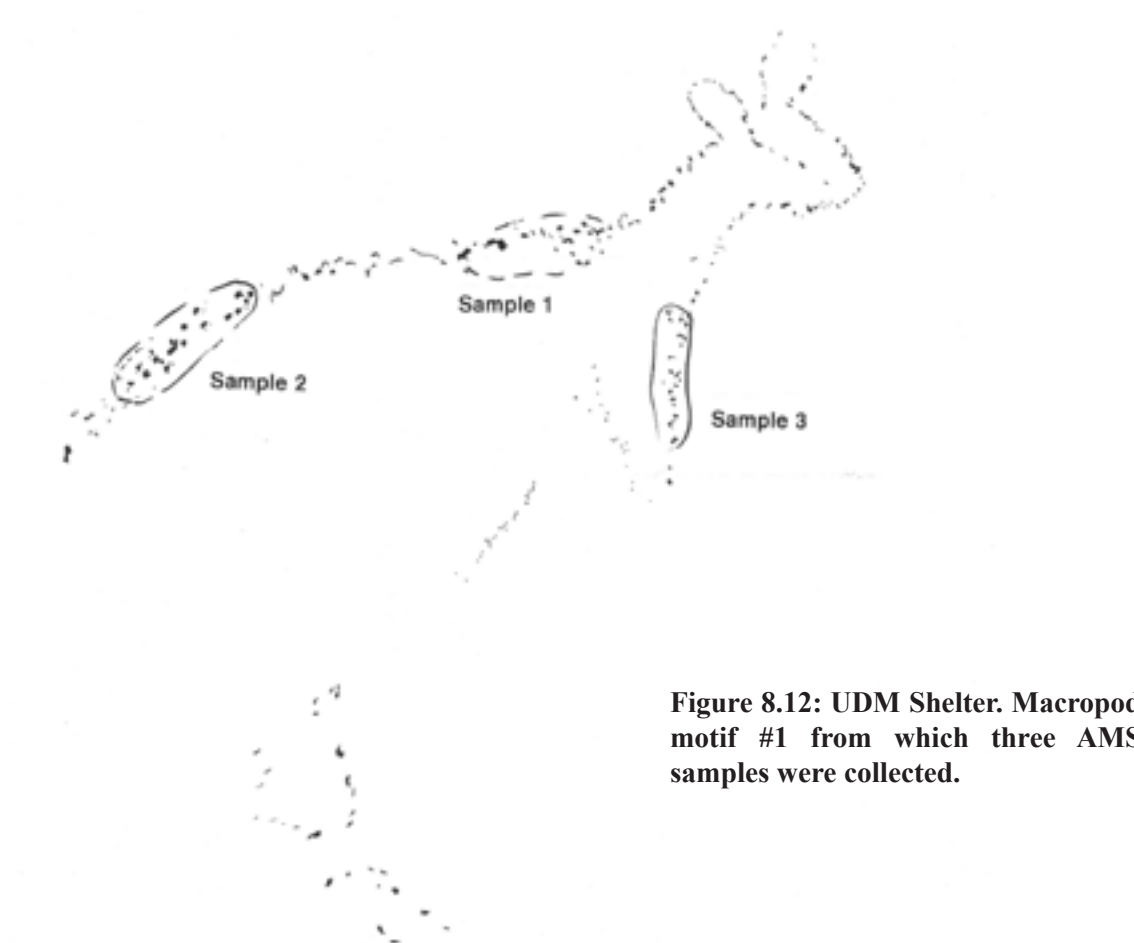 Sample 1
Sample 2
Sample 3
Figure 8.12: UDM Shelter. Macropod
motif #1 from which three AMS
samples were collected.